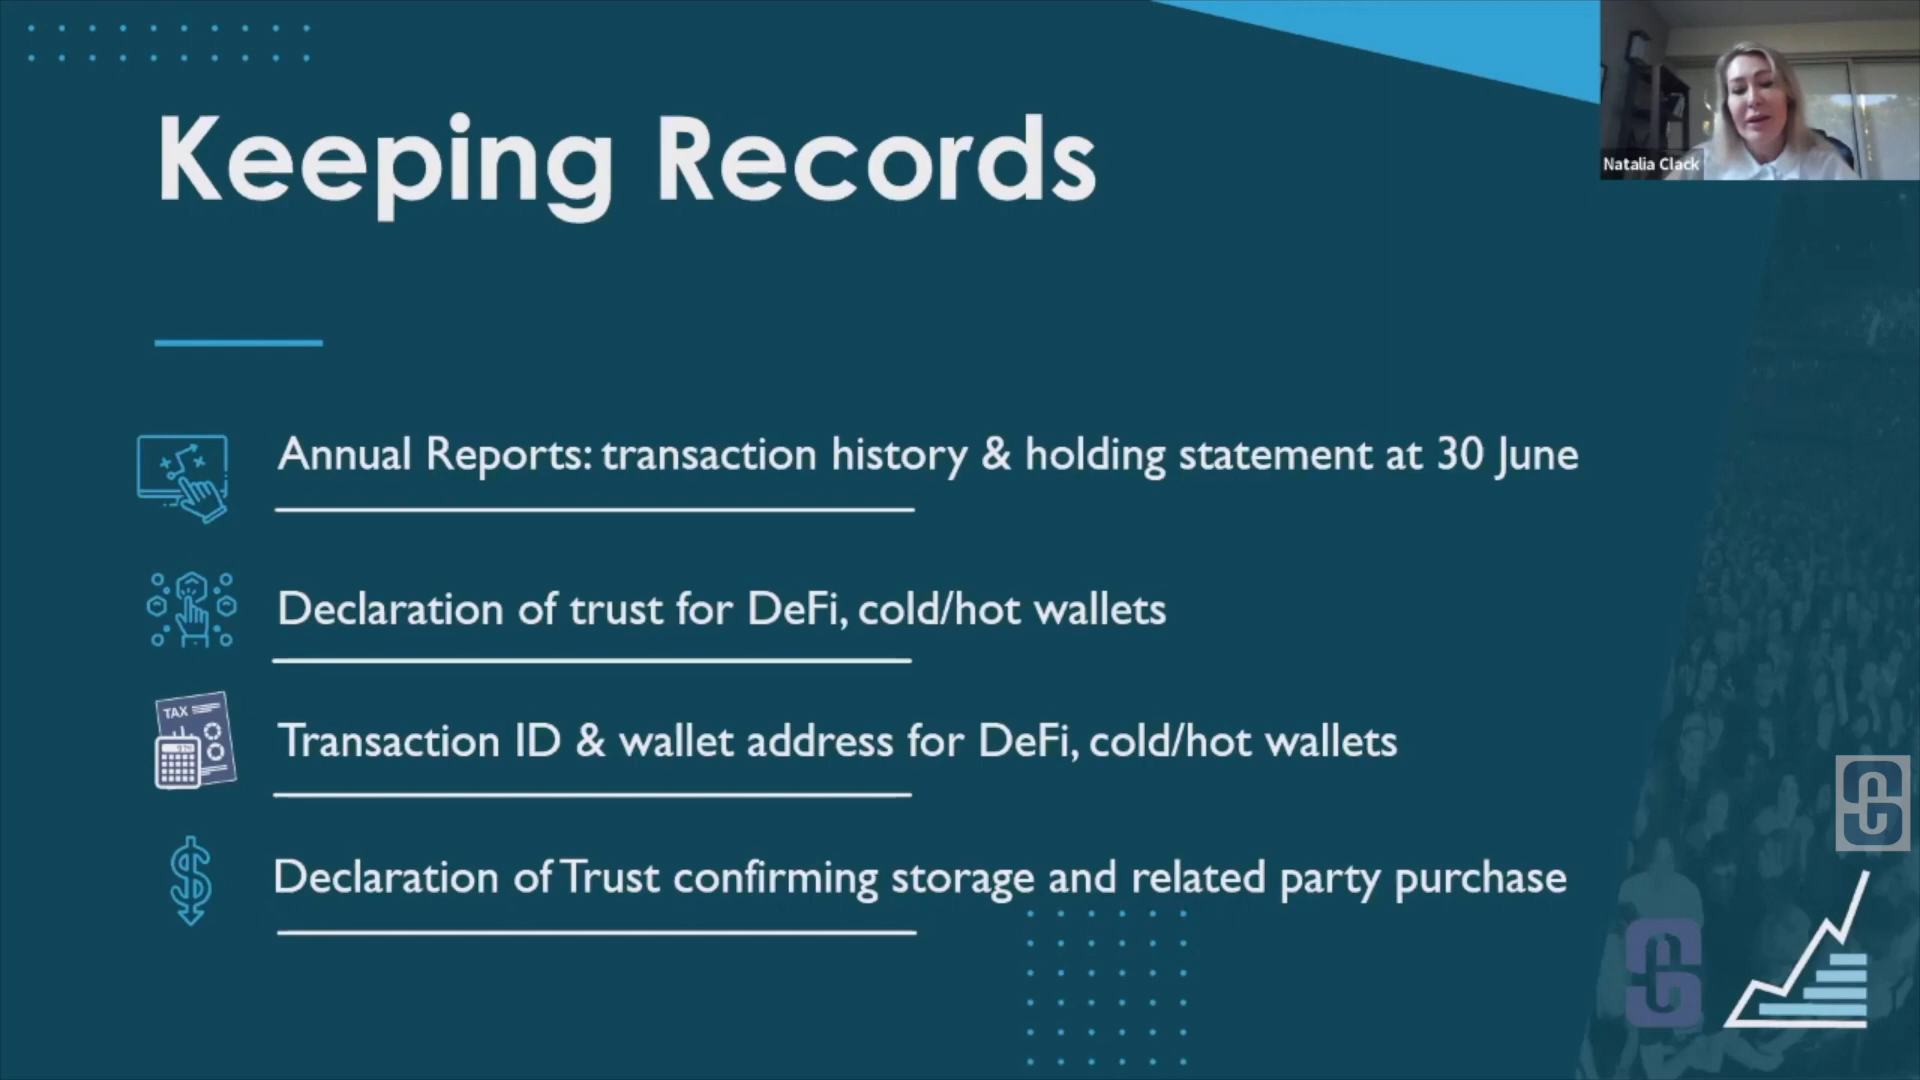 Keeping Records
Natalia Clack
Annual Reports: transaction history & holding statement at 30 June
Declaration of trust for DeFi, cold/hot wallets
TAX
Transaction ID & wallet address for DeFi, cold/hot wallets
Declaration of Trust confirming storage and related party purchase